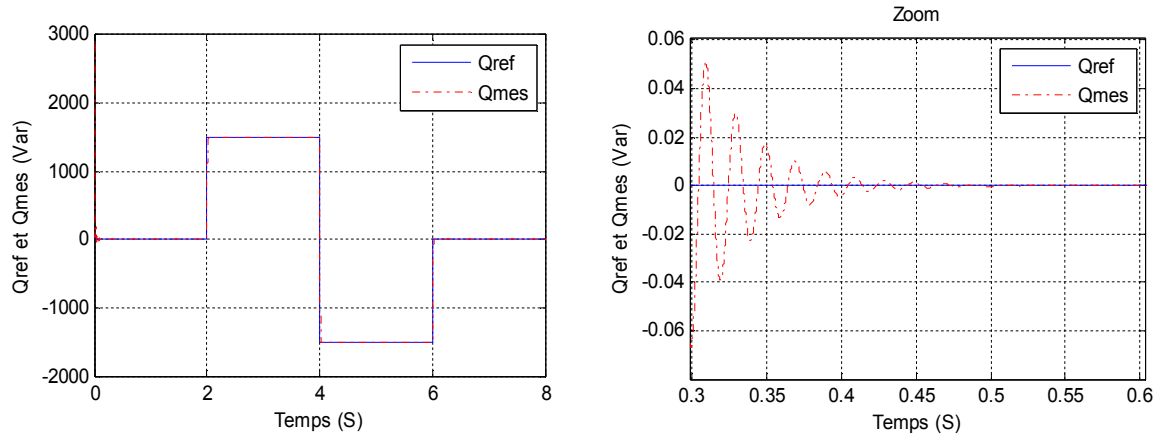 3000
2000
1000
0
-1000
-2000
0
2
4
6
8
Qref et Qmes (Var)
Temps (S)
Qref
Qmes
Zoom
0.06
0.04
0.02
0
-0.02
-0.04
-0.06
0.3
0.35
0.4
0.45
0.5
0.55
0.6
Qref et Qmes (Var)
Temps (S)
Qref
Qmes